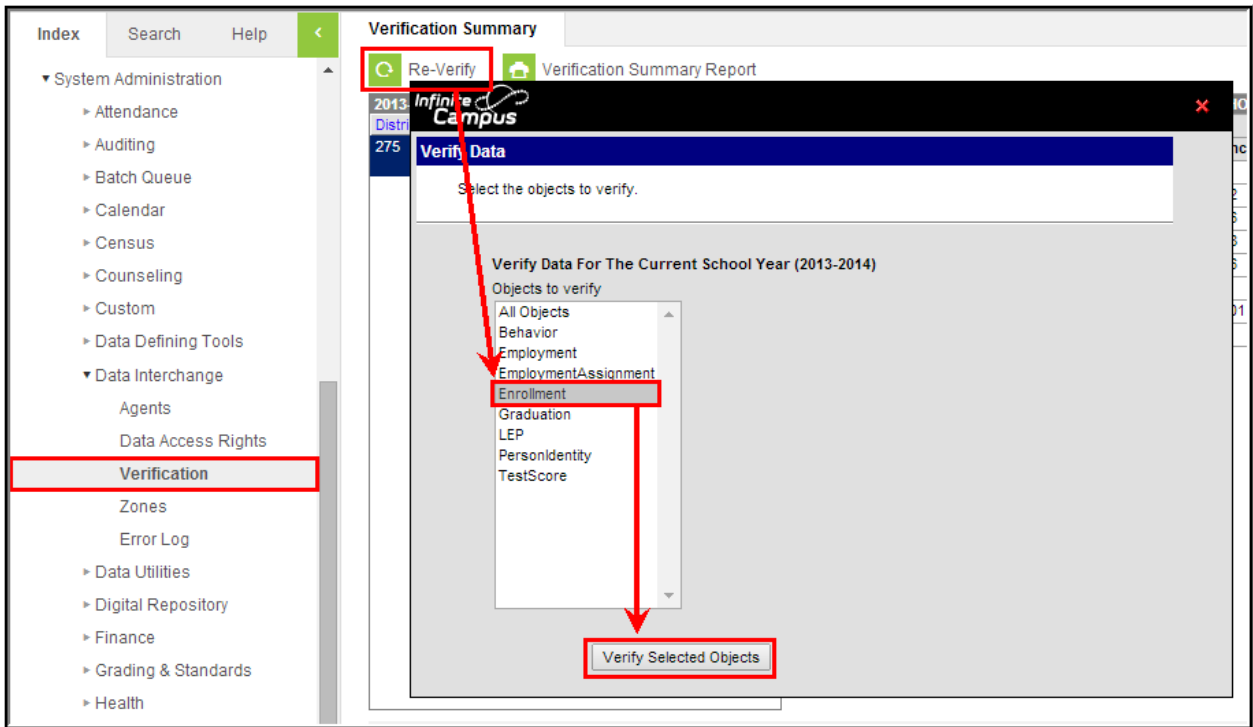 Index Search Help
System Administration
Attendance
Auditing
Batch Queue
Calendar
Census
Counseling
Custom
Data Defining Tools
Data Interchange
Agents
Data Access Rights
Verification
Zones
Error Log
Data Utilities
Digital Repository
Finance
Grading & Standards
Health
Verification Summary
Re-Verify Verification Summary Report
2013-
Distri
275
Infinite
Campus
Verify Data
Select the objects to verify.
Verify Data For The Current School Year (2013-2014)
Objects to verify
All Objects
Behavior
Employment
EmploymentAssignment
Enrollment
Graduation
LEP
PersonIdentity
TestScore
Verify Selected Objects